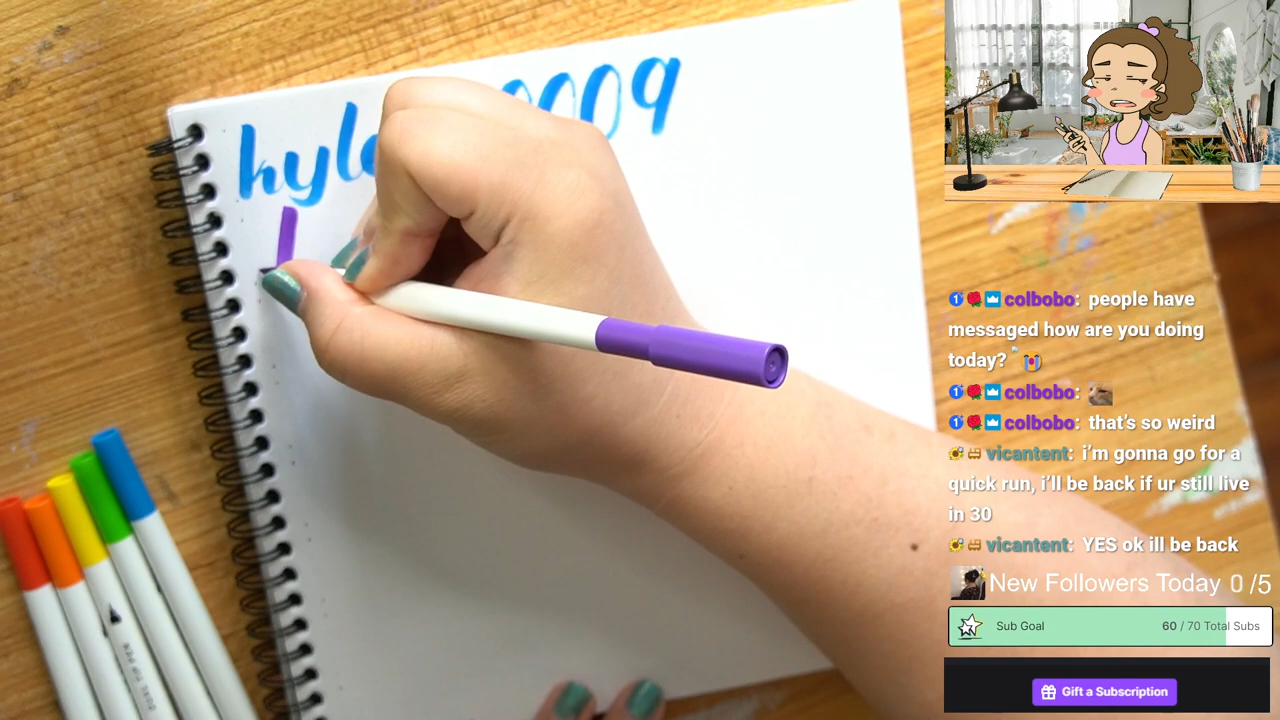 kyle 009
colbobo: people have
messaged how are you doing
today?
colbobo:
colbobo: that's so weird
vicantent: i'm gonna go for a
quick run, i'll be back if ur still live
in 30
vicantent: YES ok ill be back
New Followers Today 0 /5
Sub Goal 60 / 70 Total Subs
Gift a Subscription